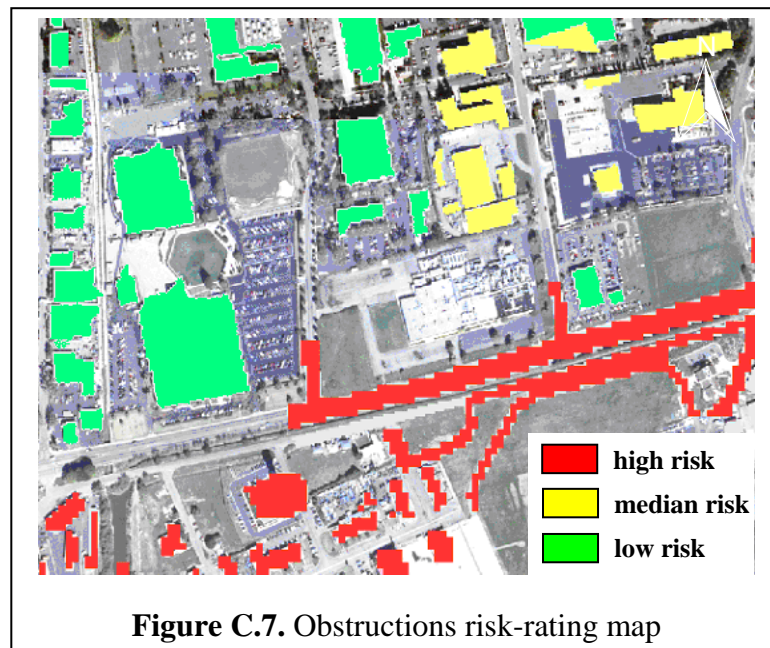 N
high risk
median risk
low risk
Figure C.7. Obstructions risk-rating map